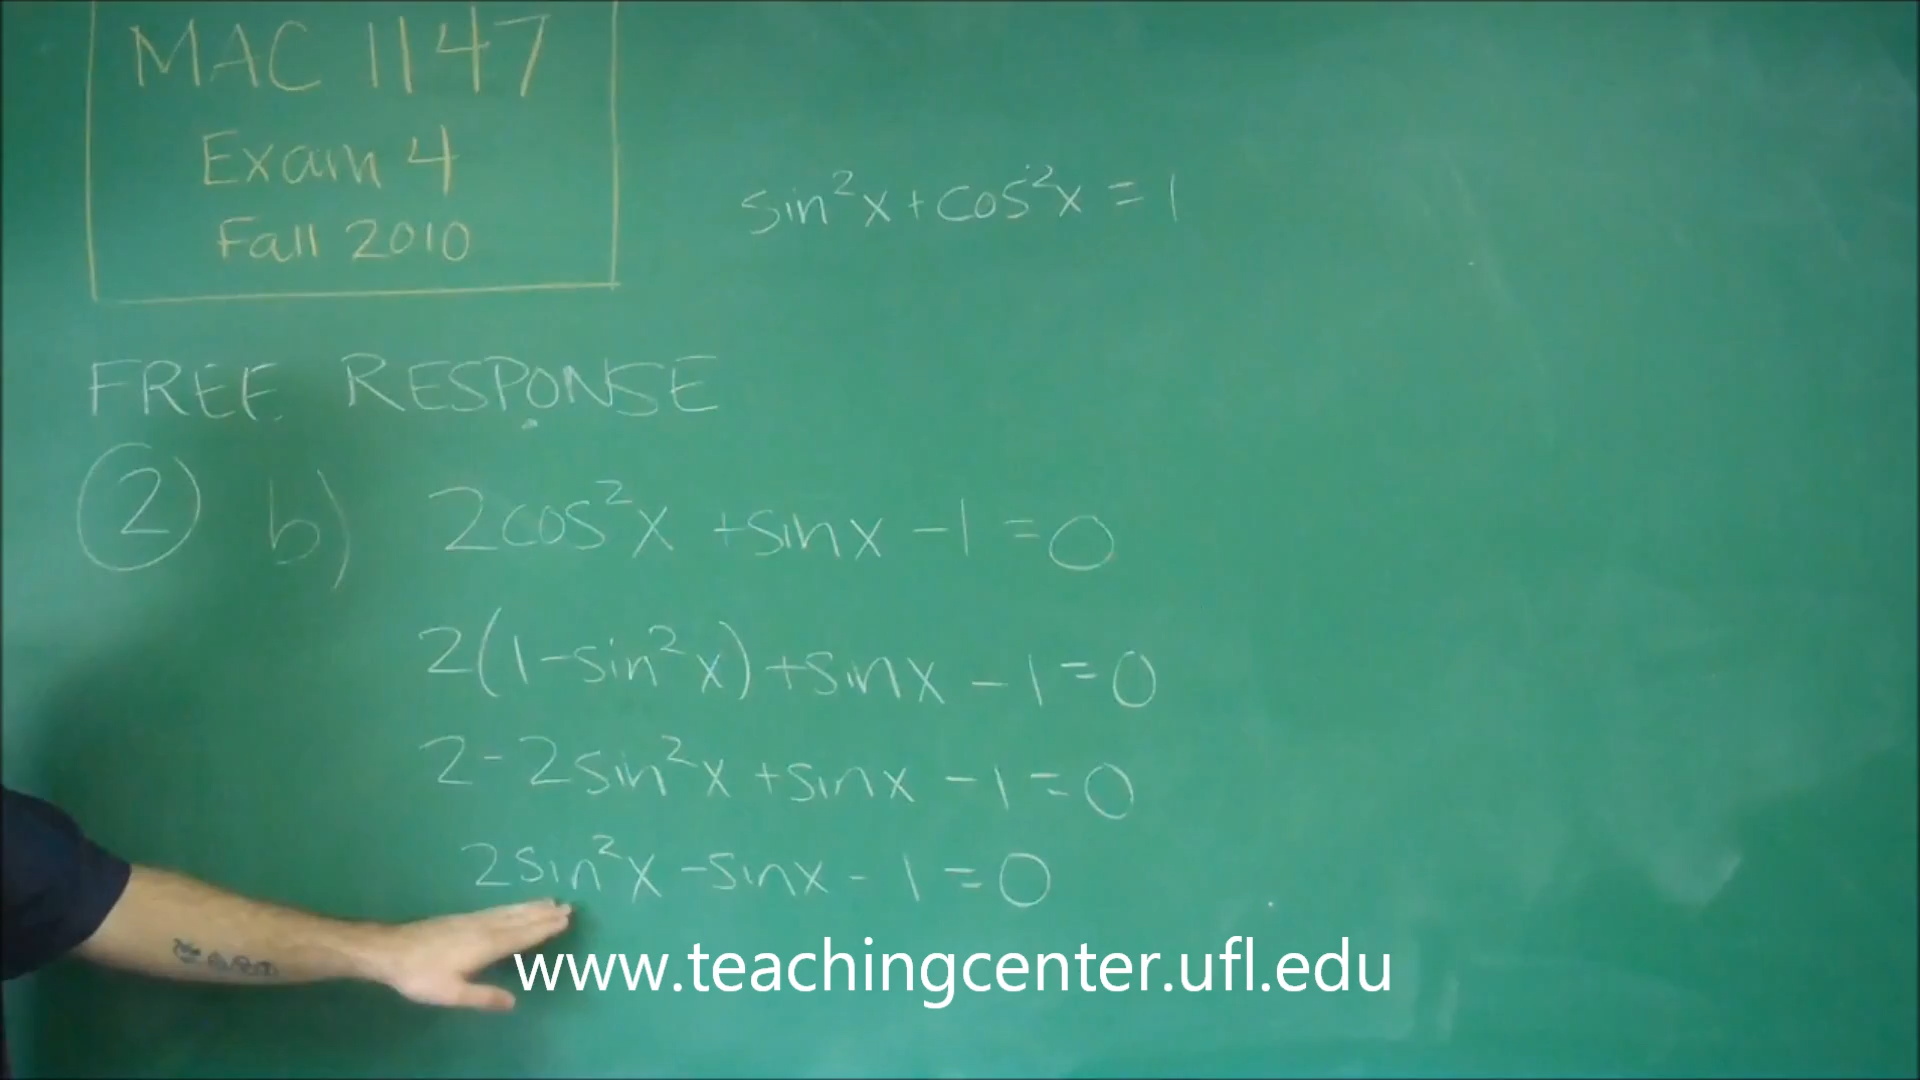 MAC 1147
Exam 4
Fall 2010
sin²x + cos²x = 1
FREE RESPONSE
2 b) 2cos²x + sinx - 1 = 0
2(1-sin²x) + sinx - 1 = 0
2 - 2sin²x + sinx - 1 = 0
2sin²x - sinx - 1 = 0
www.teachingcenter.ufl.edu